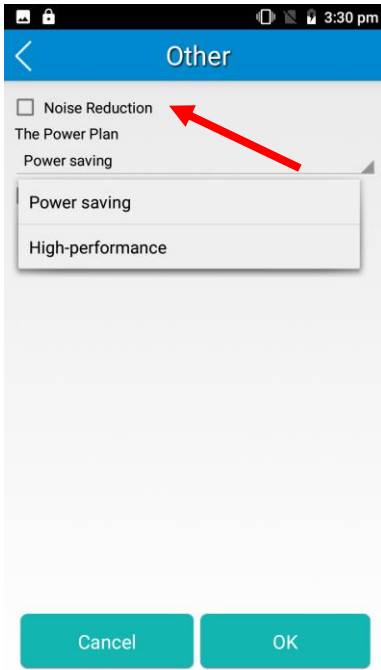 3:30 pm
Other
Noise Reduction
The Power Plan
Power saving
Power saving
High-performance
Cancel
OK